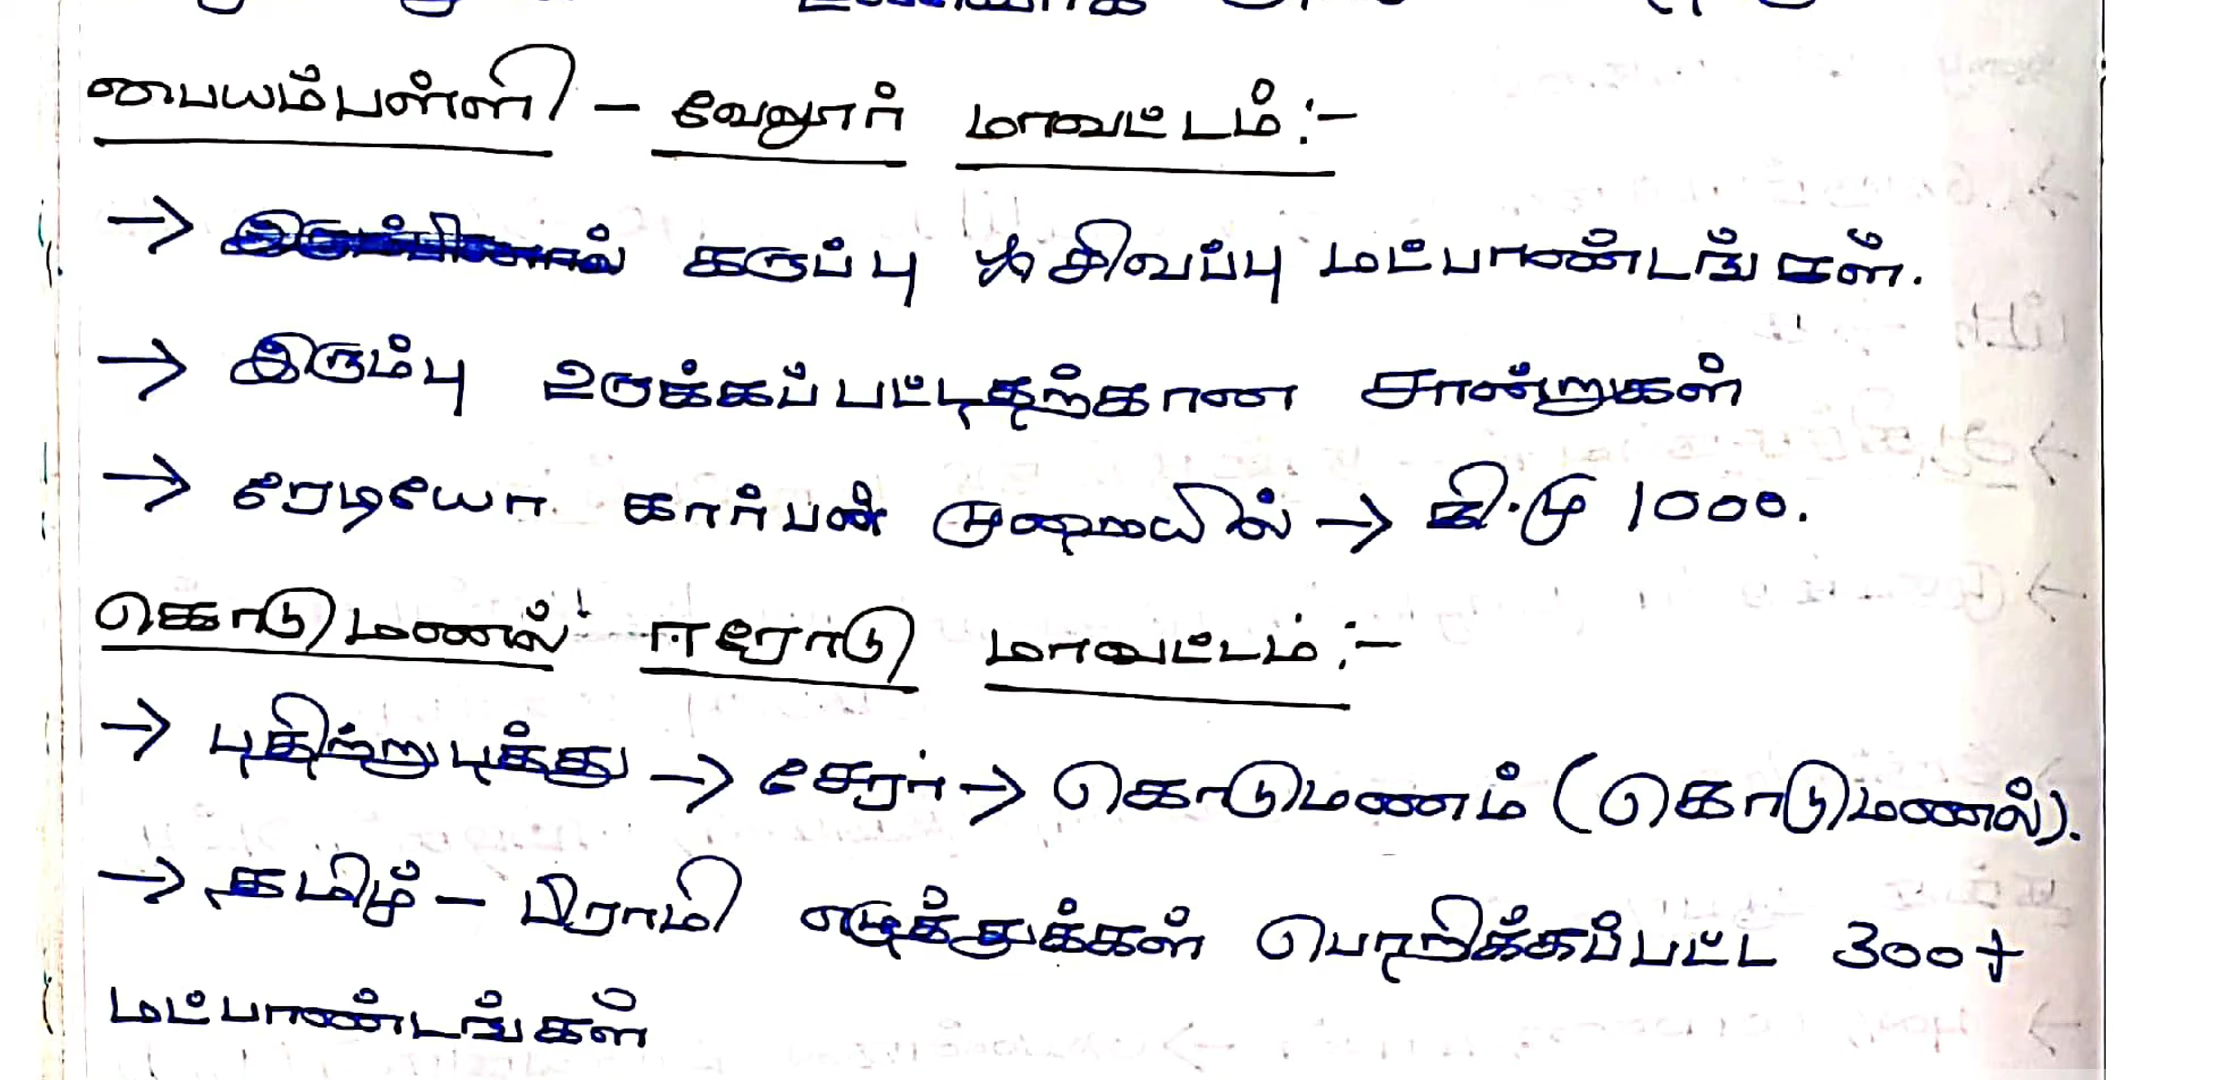 பையம்பள்ளி - வேலூர் மாவட்டம் :-
→ கருப்பு & சிவப்பு மட்பாண்டங்கள்.
→ இரும்பு உருக்கப்பட்டதற்கான சான்றுகள்
→ ரேடியோ கார்பன் முறையில் → கி.மு 1000.
கொடுமணல் ஈரோடு மாவட்டம் :-
→ பதிற்றுபத்து → சேரர் → கொடுமணம் (கொடுமணல்).
→ தமிழ் - பிராமி எழுத்துக்கள் பொறிக்கப்பட்ட 300+
மட்பாண்டங்கள்